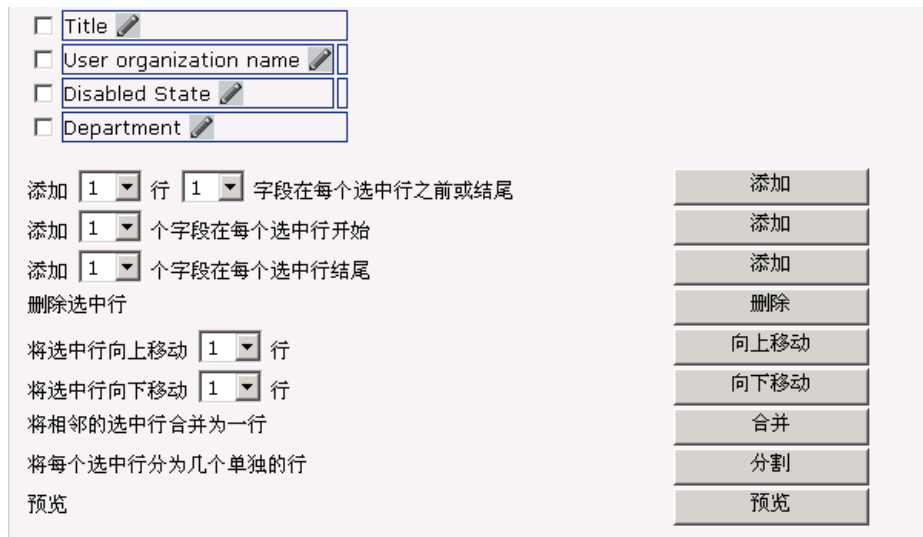 Title
User organization name
Disabled State
Department
添加 1 行 1 字段在每个选中行之前或结尾 添加
添加 1 个字段在每个选中行开始 添加
添加 1 个字段在每个选中行结尾 添加
删除选中行 删除
将选中行向上移动 1 行 向上移动
将选中行向下移动 1 行 向下移动
将相邻的选中行合并为一行 合并
将每个选中行分为几个单独的行 分割
预览 预览